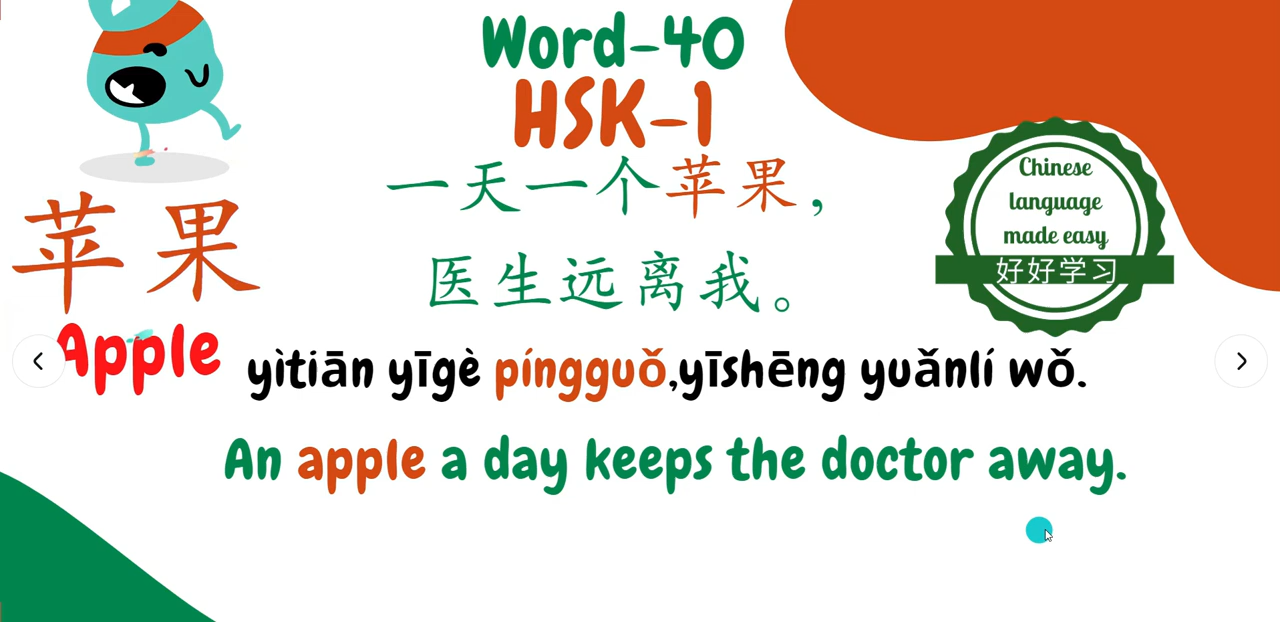 Word-40
HSK-1
一天一个苹果，
医生远离我。
苹果
Apple
yìtiān yīgè píngguǒ,yīshēng yuǎnlí wǒ.
An apple a day keeps the doctor away.
Chinese
language
made easy
好好学习